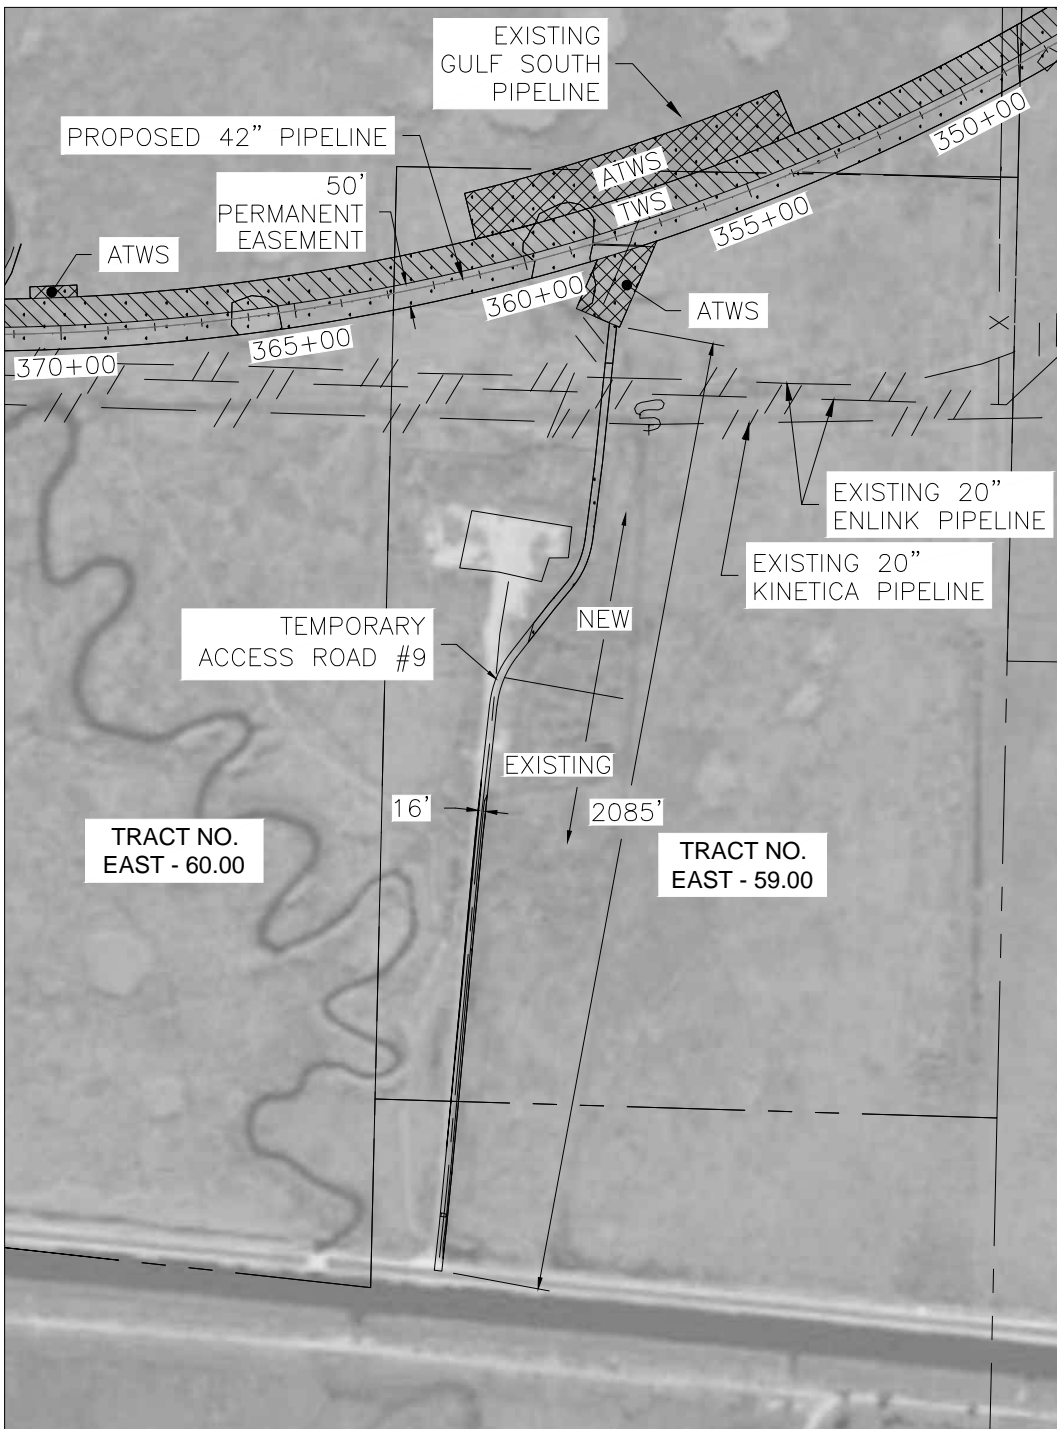 EXISTING
GULF SOUTH
PIPELINE
350+00
PROPOSED 42” PIPELINE
ATWS
50'
PERMANENT
EASEMENT
TWS
355+00
ATWS
360+00
ATWS
365+00
370+00
S
EXISTING 20”
ENLINK PIPELINE
EXISTING 20”
KINETICA PIPELINE
NEW
TEMPORARY
ACCESS ROAD #9
EXISTING
16'
2085'
TRACT NO.
EAST - 60.00
TRACT NO.
EAST - 59.00